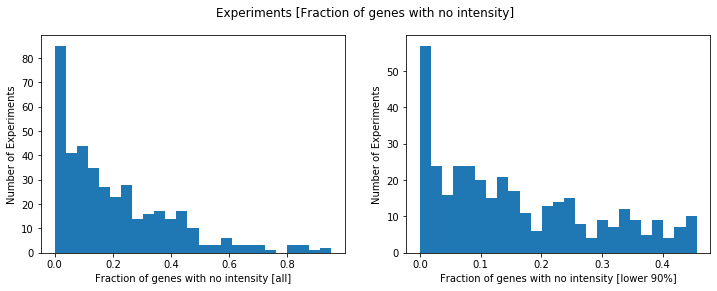 Experiments [Fraction of genes with no intensity]
Number of Experiments
80
70
60
50
40
30
20
10
0
0.0 0.2 0.4 0.6 0.8
Fraction of genes with no intensity [all]
Number of Experiments
50
40
30
20
10
0
0.0 0.1 0.2 0.3 0.4
Fraction of genes with no intensity [lower 90%]